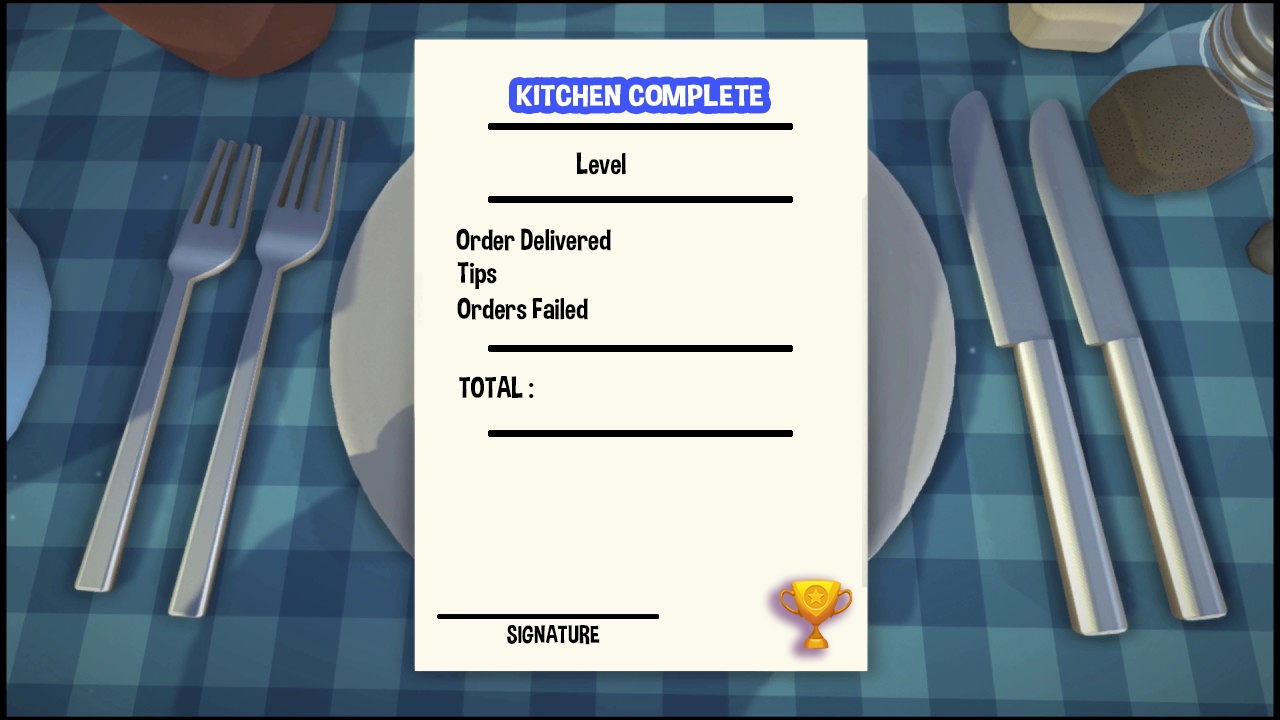 KITCHEN COMPLETE
Level
Order Delivered
Tips
Orders Failed
TOTAL :
SIGNATURE